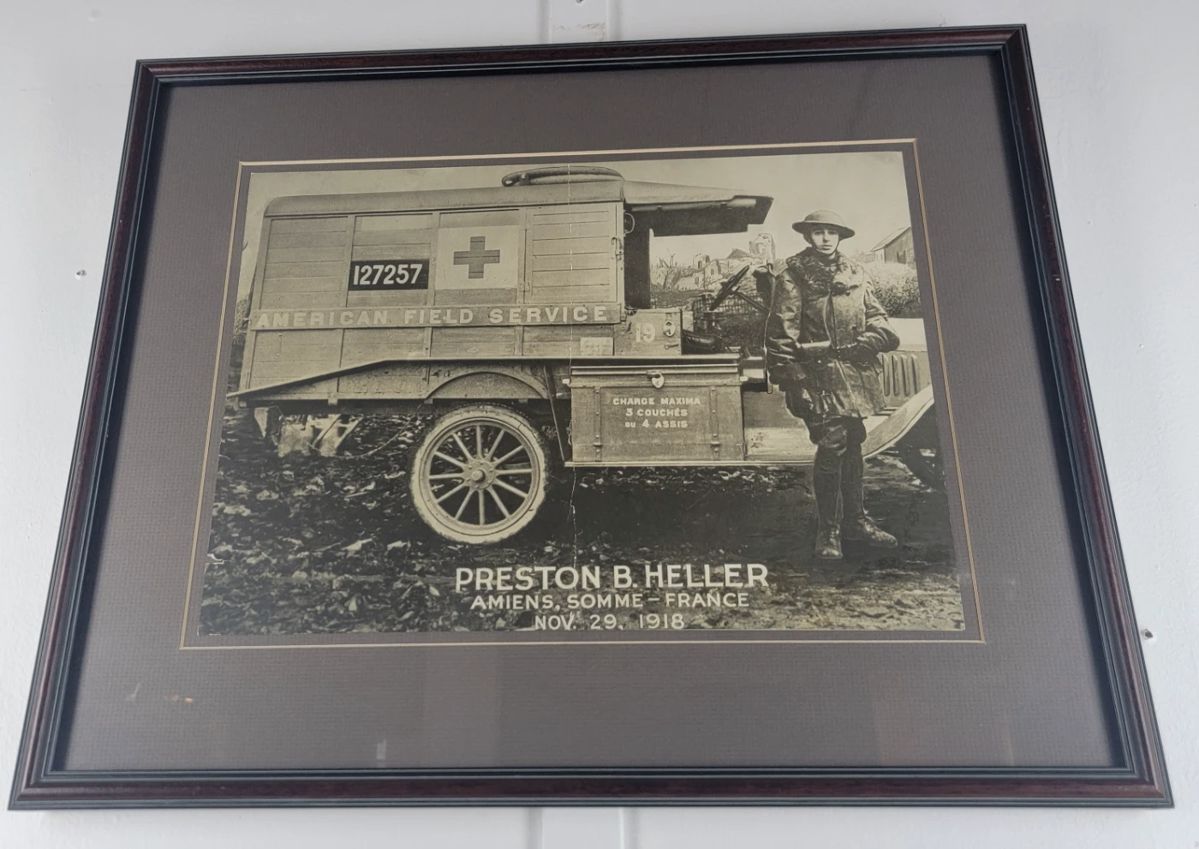 127257
AMERICAN FIELD SERVICE
19
CHARGE MAXIMA
3 COUCHÉS
OU 4 ASSIS
PRESTON B. HELLER
AMIENS, SOMME – FRANCE
NOV. 29, 1918